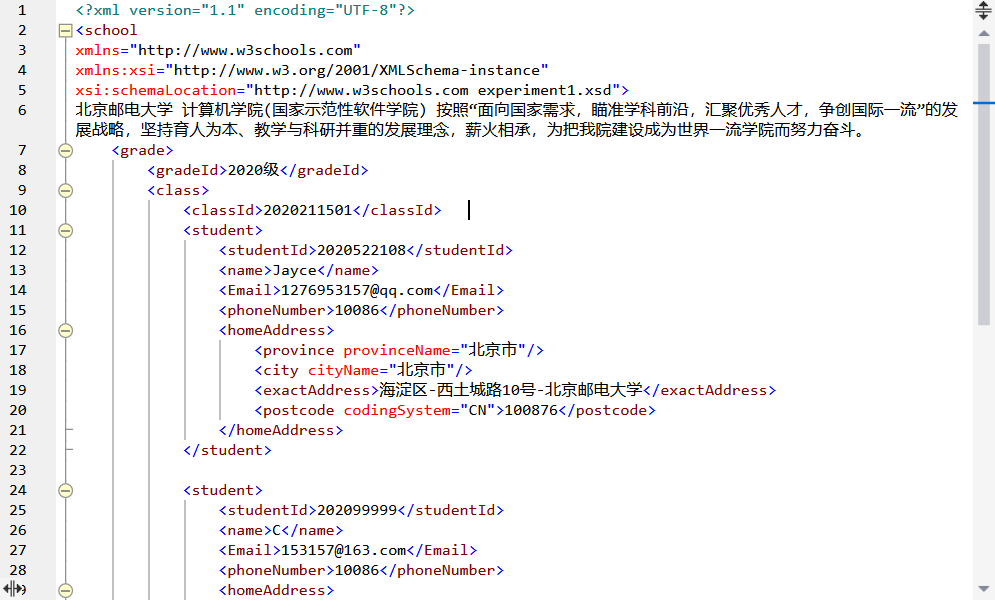 1 <?xml version="1.1" encoding="UTF-8"?>
2 <school
3 xmlns="http://www.w3schools.com"
4 xmlns:xsi="http://www.w3.org/2001/XMLSchema-instance"
5 xsi:schemaLocation="http://www.w3schools.com experiment1.xsd">
6 北京邮电大学 计算机学院(国家示范性软件学院) 按照“面向国家需求，瞄准学科前沿，汇聚优秀人才，争创国际一流”的发
展战略，坚持育人为本、教学与科研并重的发展理念，薪火相承，为把我院建设成为世界一流学院而努力奋斗。
7 <grade>
8 <gradeId>2020级</gradeId>
9 <class>
10 <classId>2020211501</classId>
11 <student>
12 <studentId>2020522108</studentId>
13 <name>Jayce</name>
14 <Email>1276953157@qq.com</Email>
15 <phoneNumber>10086</phoneNumber>
16 <homeAddress>
17 <province provinceName="北京市"/>
18 <city cityName="北京市"/>
19 <exactAddress>海淀区-西土城路10号-北京邮电大学</exactAddress>
20 <postcode codingSystem="CN">100876</postcode>
21 </homeAddress>
22 </student>
23
24 <student>
25 <studentId>202099999</studentId>
26 <name>C</name>
27 <Email>153157@163.com</Email>
28 <phoneNumber>10086</phoneNumber>
<homeAddress>